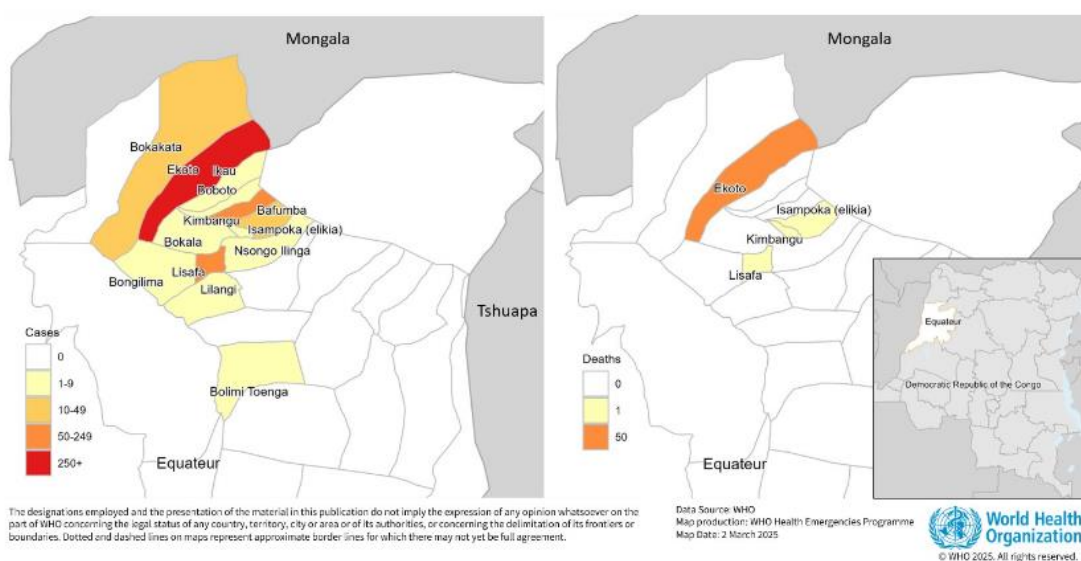 Mongala
Bokakata
Ekoto
Ikau
Boboto
Bafumba
Kimbangu
Isampoka (elikia)
Bokala
Nsongo Ilinga
Lisafa
Bongilima
Lilangi
Tshuapa
Bolimi Toenga
Equateur
Cases
0
1-9
10-49
50-249
250+
Mongala
Ekoto
Isampoka (elikia)
Kimbangu
Lisafa
Equateur
Deaths
0
1
50
Equateur
Democratic Republic of the Congo
The designations employed and the presentation of the material in this publication do not imply the expression of any opinion whatsoever on the
part of WHO concerning the legal status of any country, territory, city or area or of its authorities, or concerning the delimitation of its frontiers or
boundaries. Dotted and dashed lines on maps represent approximate border lines for which there may not yet be full agreement.
Data Source: WHO
Map production: WHO Health Emergencies Programme
Map Date: 2 March 2025
World Health
Organization
© WHO 2025. All rights reserved.